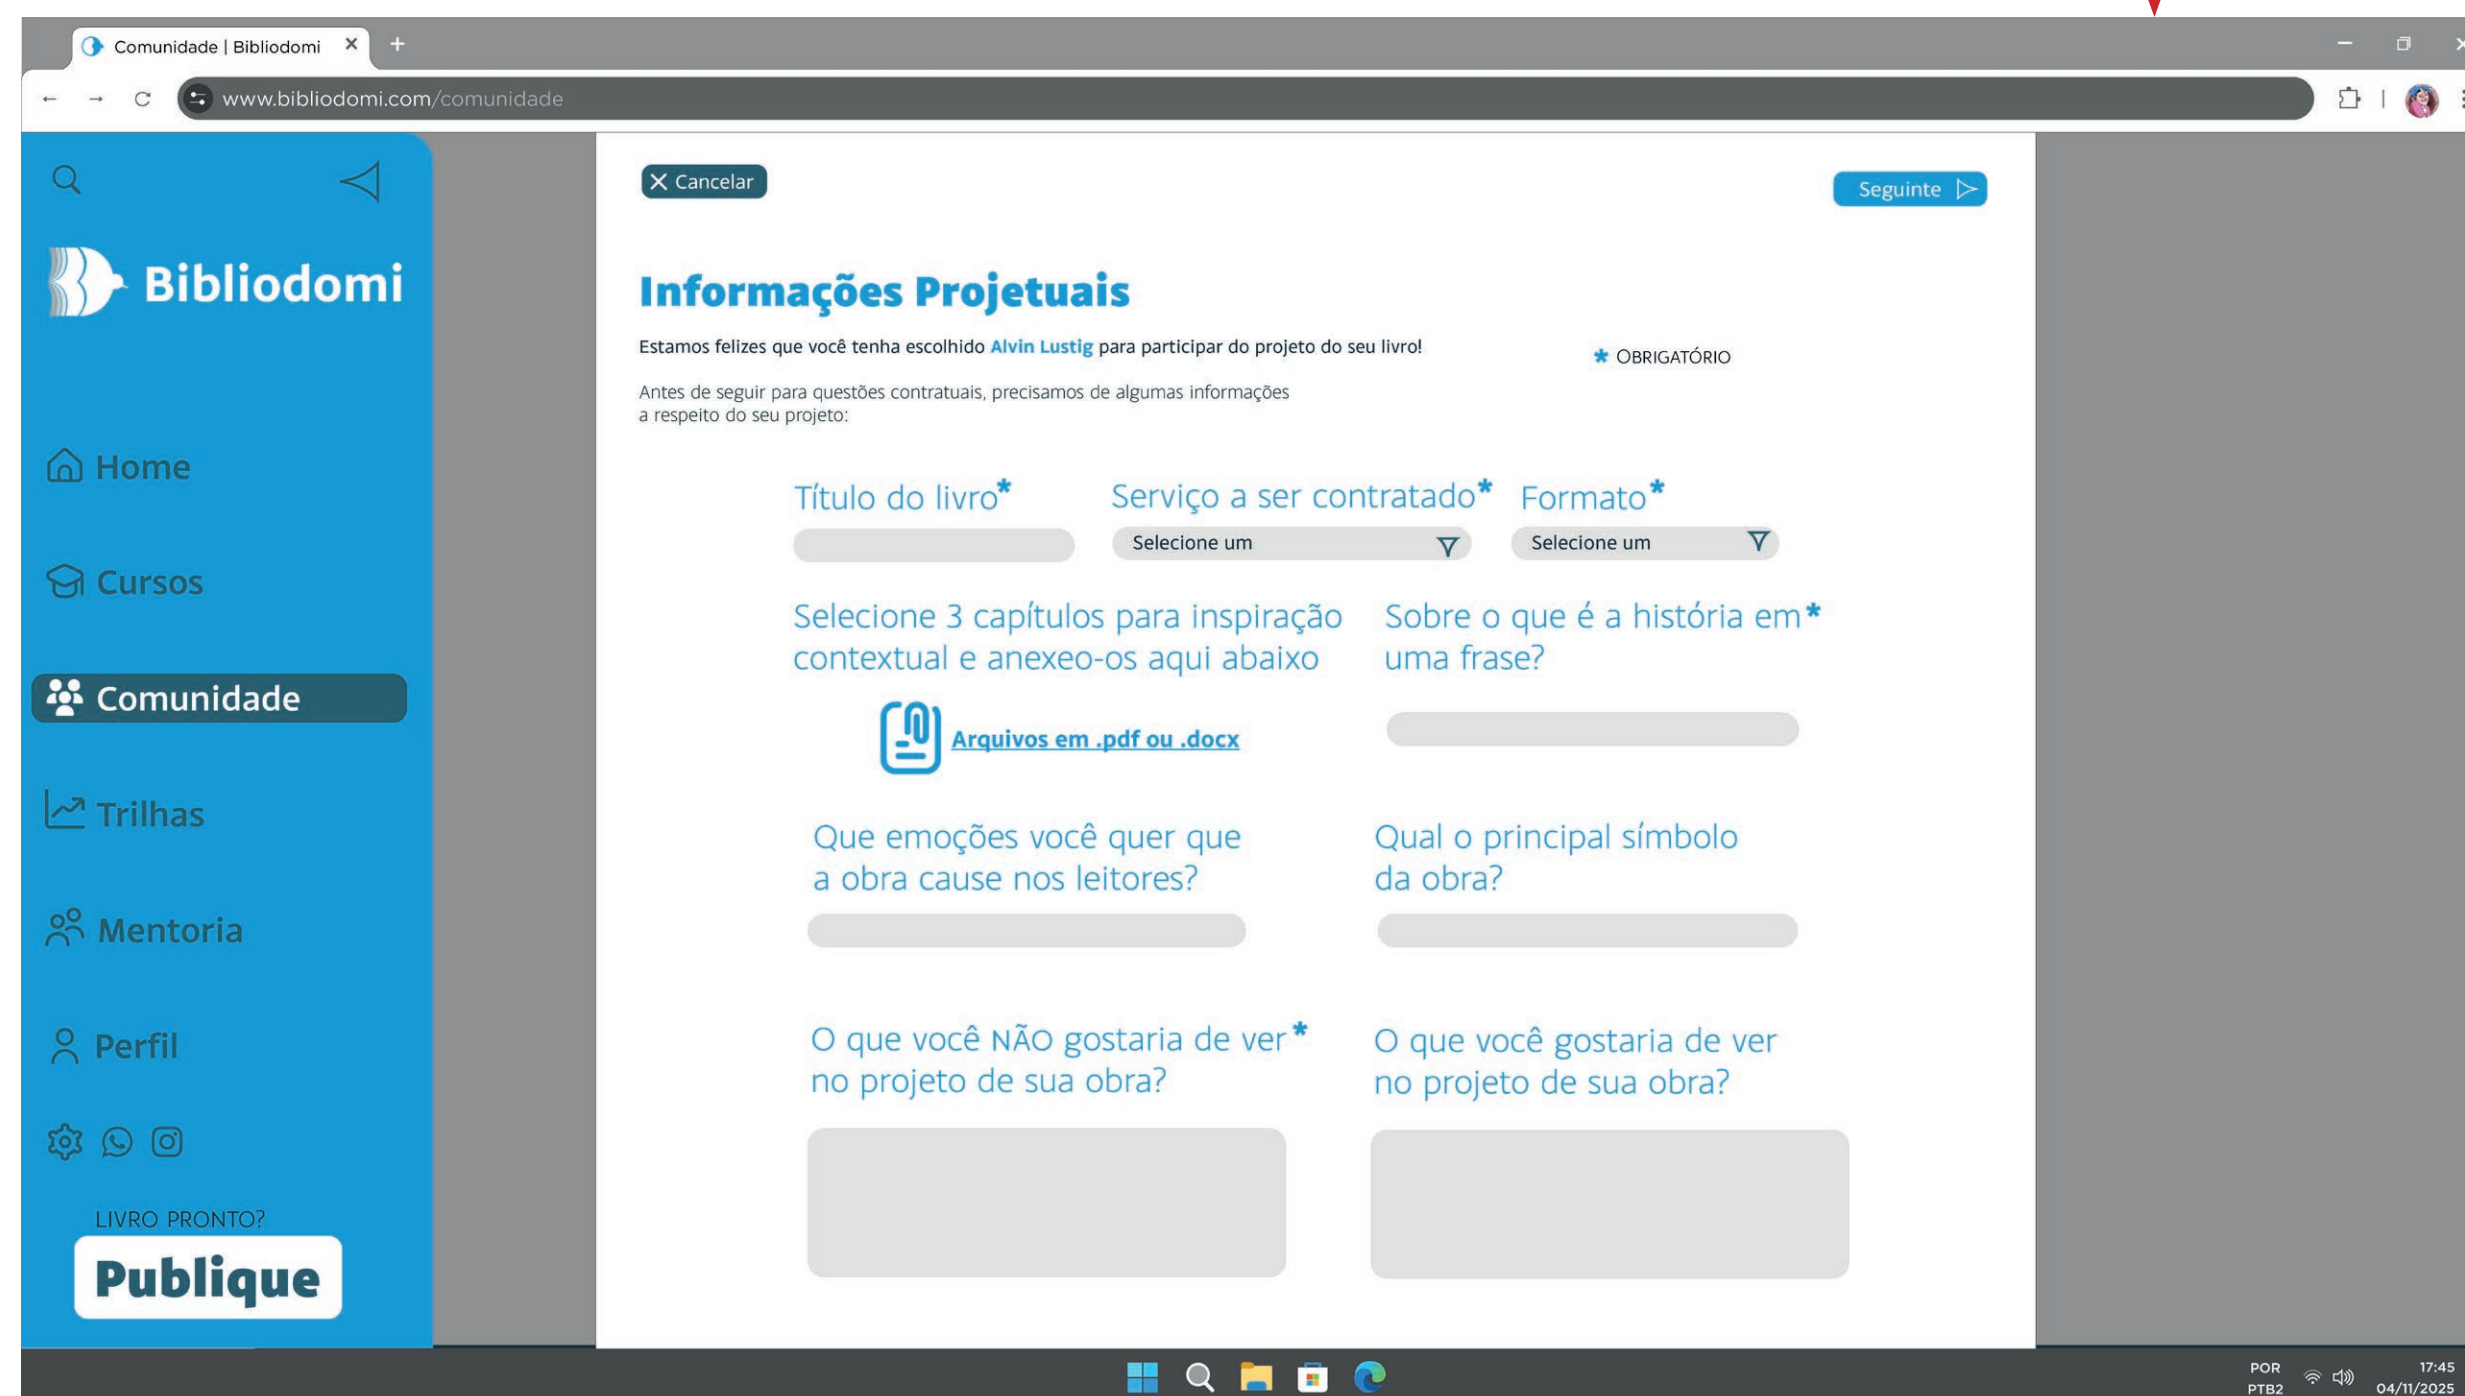 Comunidade | Bibliodomi
www.bibliodomi.com/comunidade
Bibliodomi
Home
Cursos
Comunidade
Trilhas
Mentoria
Perfil
LIVRO PRONTO?
Publique
Cancelar
Seguinte
Informações Projetuais
Estamos felizes que você tenha escolhido Alvin Lustig para participar do projeto do seu livro!
* OBRIGATÓRIO
Antes de seguir para questões contratuais, precisamos de algumas informações
a respeito do seu projeto:
Título do livro*
Serviço a ser contratado*
Formato*
Selecione um
Selecione um
Selecione 3 capítulos para inspiração
contextual e anexeo-os aqui abaixo
Arquivos em .pdf ou .docx
Sobre o que é a história em*
uma frase?
Que emoções você quer que
a obra cause nos leitores?
Qual o principal símbolo
da obra?
O que você NÃO gostaria de ver*
no projeto de sua obra?
O que você gostaria de ver
no projeto de sua obra?
POR
PTB2
17:45
04/11/2025